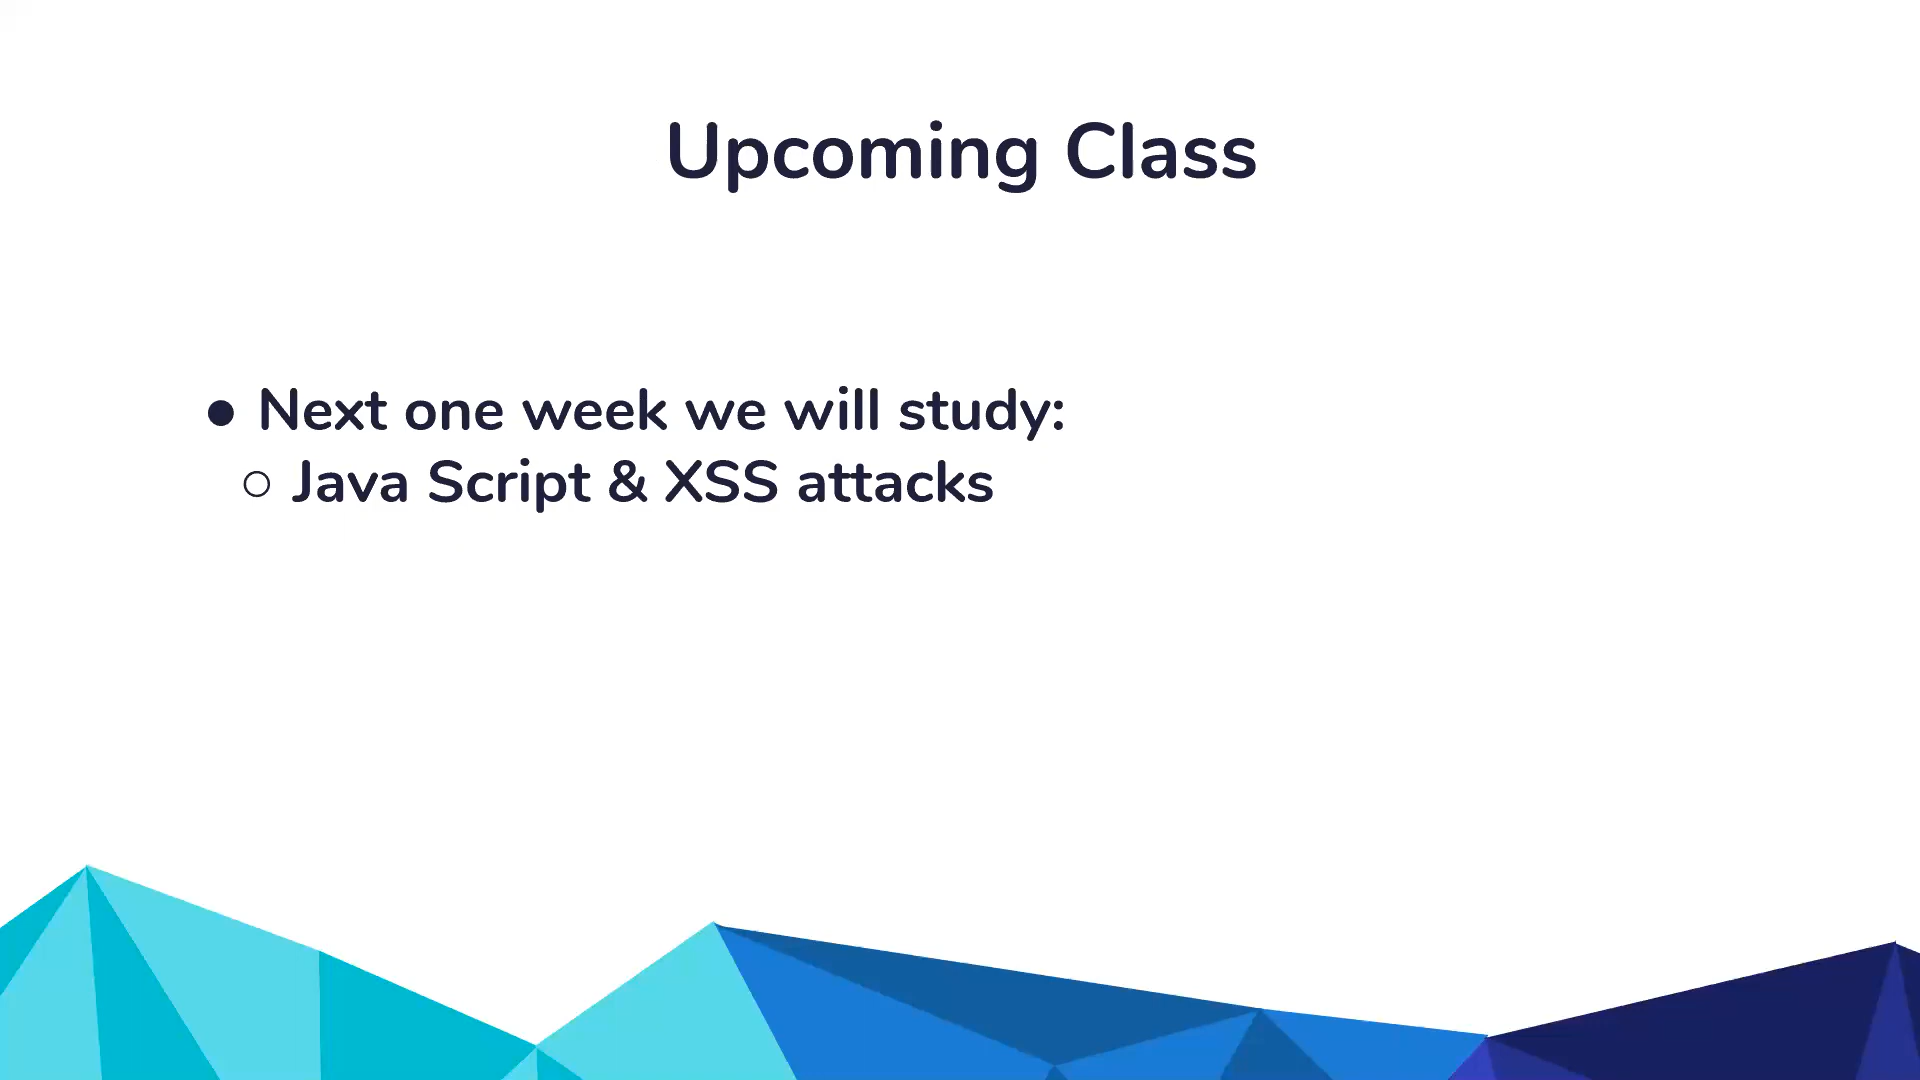 Upcoming Class
● Next one week we will study:
○ Java Script & XSS attacks